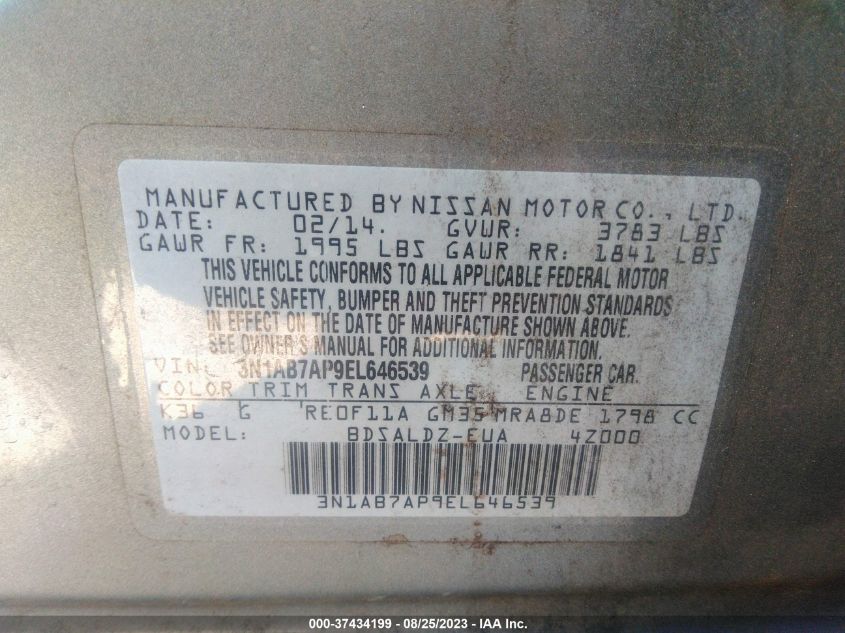 MANUFACTURED BY NISSAN MOTOR CO., LTD.
DATE: 02/14. GVWR: 3783 LBS
GAWR FR: 1995 LBS GAWR RR: 1841 LBS
THIS VEHICLE CONFORMS TO ALL APPLICABLE FEDERAL MOTOR
VEHICLE SAFETY, BUMPER AND THEFT PREVENTION STANDARDS
IN EFFECT ON THE DATE OF MANUFACTURE SHOWN ABOVE.
SEE OWNER'S MANUAL FOR ADDITIONAL INFORMATION.
VIN: 3N1AB7AP9EL646539 PASSENGER CAR.
COLOR TRIM TRANS AXLE ENGINE
K36 G RE0F11A GM35 MRA8DE 1798 CC
MODEL: BDSALDZ-EUA 4Z000
3N1AB7AP9EL646539
000-37434199 - 08/25/2023 - IAA Inc.